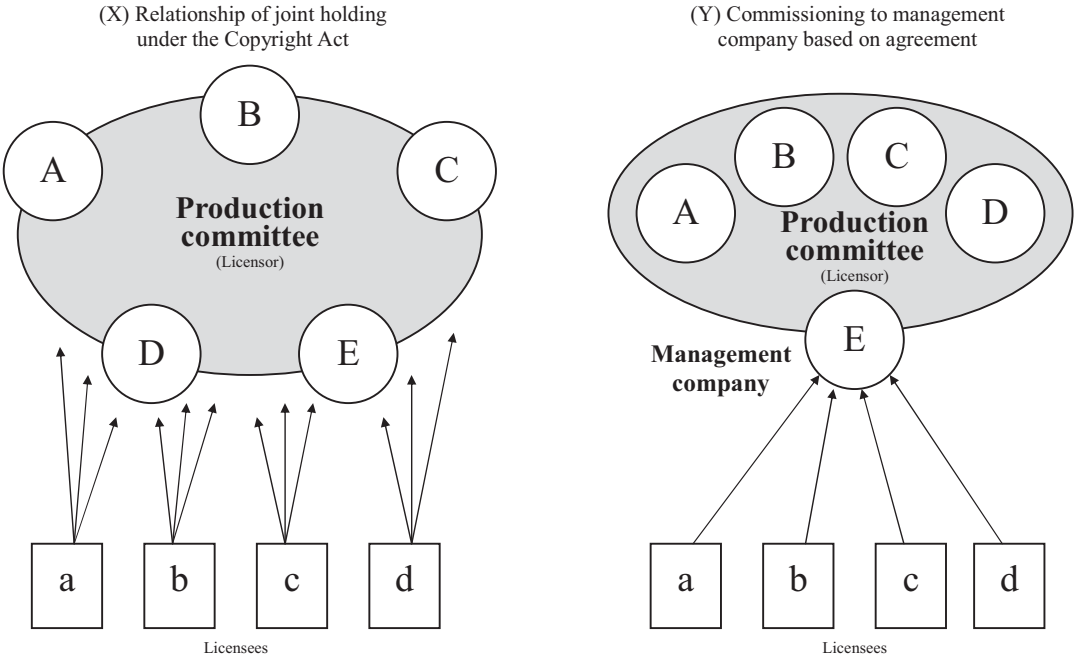 (X) Relationship of joint holding
under the Copyright Act
B
A
C
Production
committee
(Licensor)
D
E
a
b
c
d
Licensees
(Y) Commissioning to management
company based on agreement
B
C
A
D
Production
committee
(Licensor)
E
Management
company
a
b
c
d
Licensees